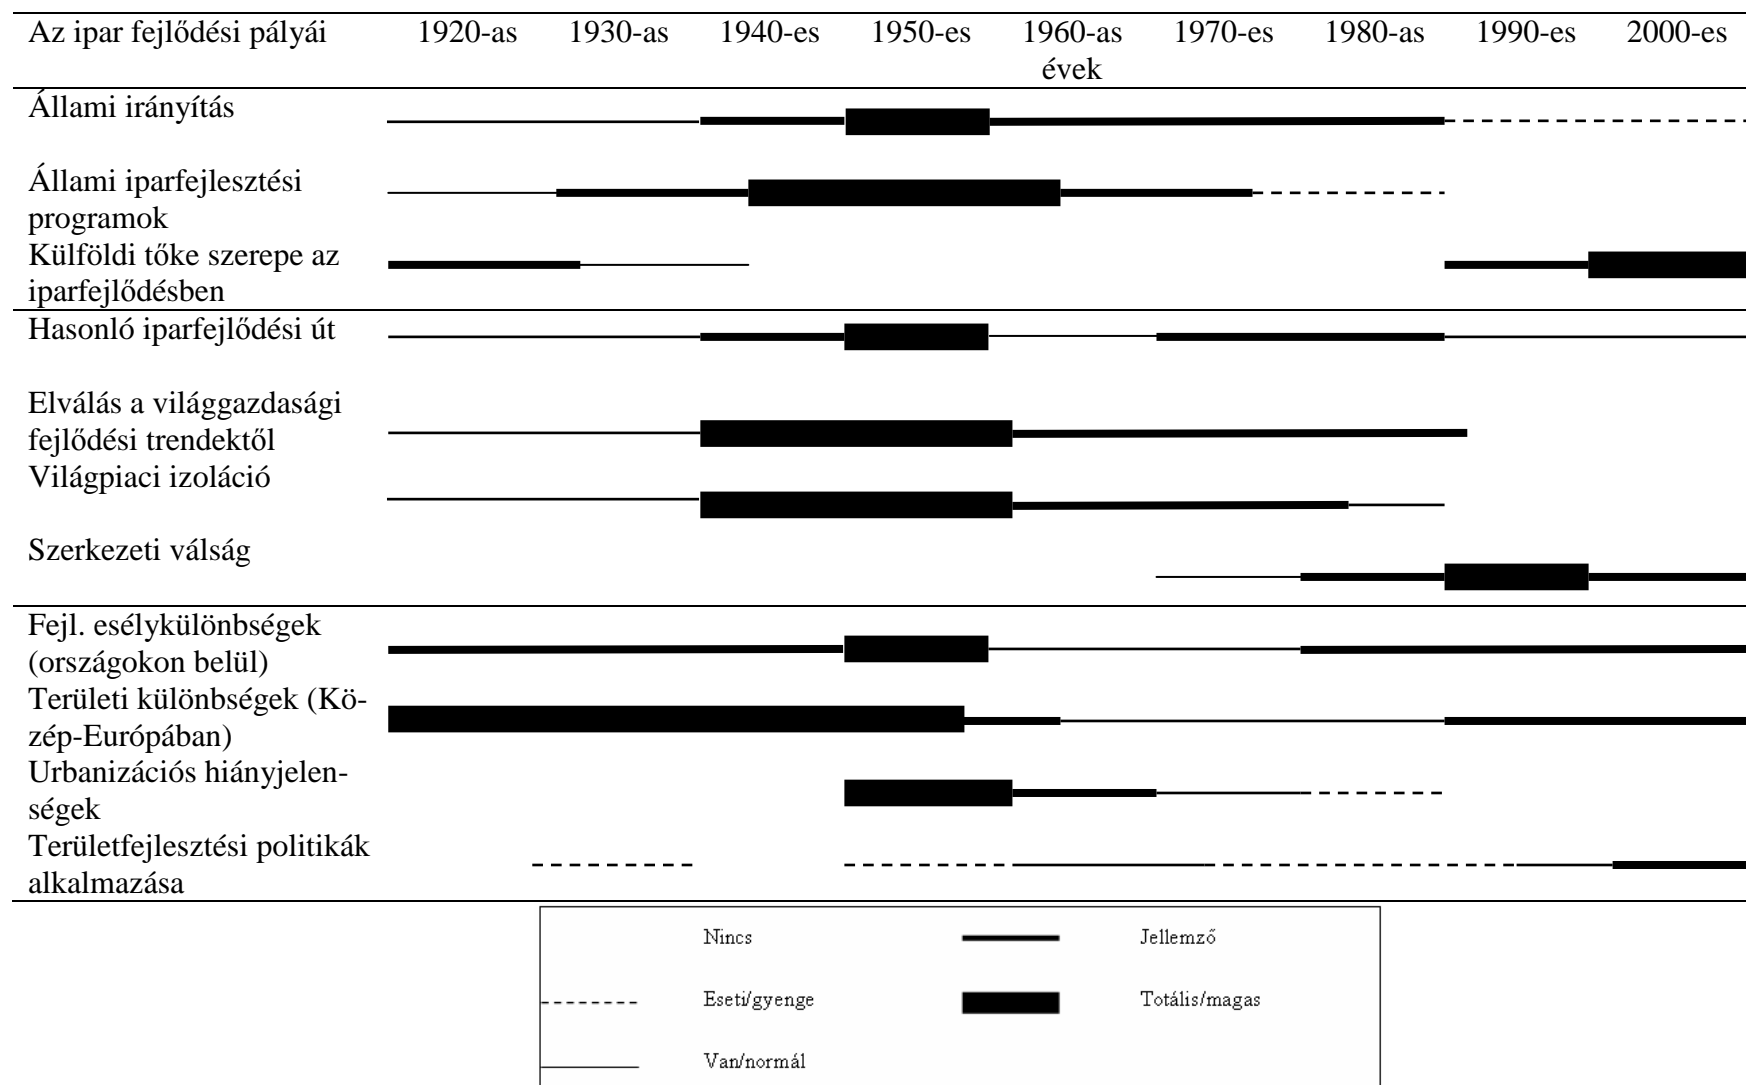 Az ipar fejlődési pályái 1920-as 1930-as 1940-es 1950-es 1960-as 1970-es 1980-as 1990-es 2000-es
évek
Állami irányítás
Állami iparfejlesztési
programok
Külföldi tőke szerepe az
iparfejlődésben
Hasonló iparfejlődési út
Elválás a világgazdasági
fejlődési trendektől
Világpiaci izoláció
Szerkezeti válság
Fejl. esélykülönbségek
(országokon belül)
Területi különbségek (Kö-
zép-Európában)
Urbanizációs hiányjelen-
ségek
Területfejlesztési politikák
alkalmazása
Nincs Jellemző
Eseti/gyenge Totális/magas
Van/normál